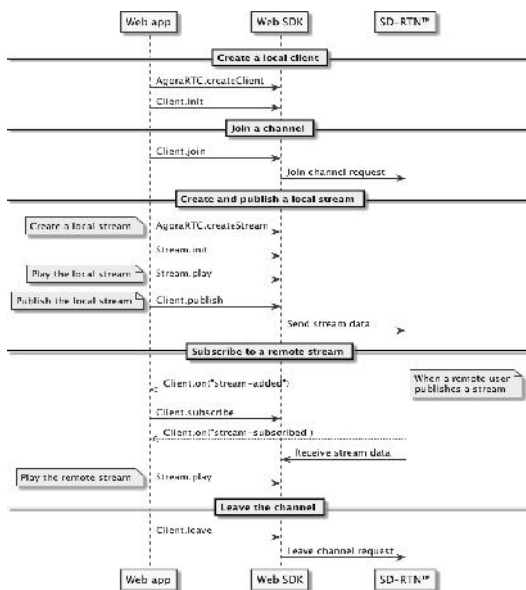 Web app Web SDK SD-RTN™
Create a local client
AgoraRTC.createClient
Client.init
Join a channel
Client.join
Join channel request
Create and publish a local stream
Create a local stream AgoraRTC.createStream
Stream.init
Play the local stream Stream.play
Publish the local stream Client.publish
Send stream data
Subscribe to a remote stream
When a remote user
Client.on("stream-added")
publishes a stream
Client.subscribe
Client.on("stream-subscribed")
Receive stream data
Play the remote stream Stream.play
Leave the channel
Client.leave
Leave channel request
Web app Web SDK SD-RTN™